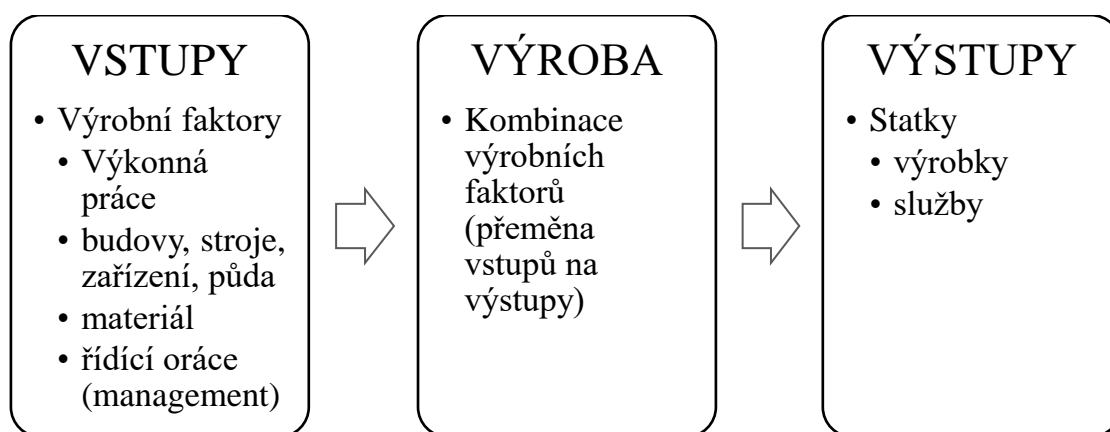 VSTUPY
• Výrobní faktory
• Výkonná
práce
• budovy, stroje,
zařízení, půda
• materiál
• řídící oráce
(management)
VÝROBA
• Kombinace
výrobních
faktorů
(přeměna
vstupů na
výstupy)
VÝSTUPY
• Statky
• výrobky
• služby